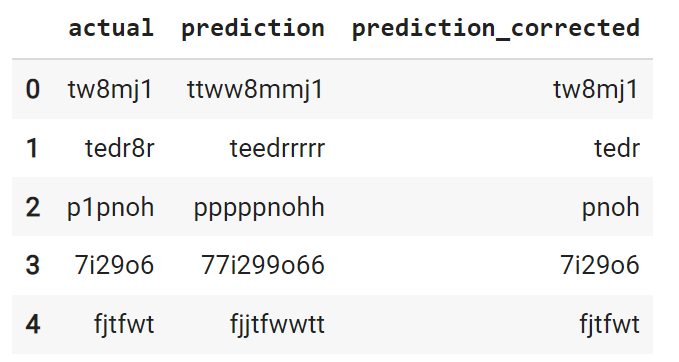 actual prediction prediction_corrected
0 tw8mj1 ttww8mmj1 tw8mj1
1 tedr8r teedrrrrr tedr
2 p1pnoh pppppnohh pnoh
3 7i29o6 77i299o66 7i29o6
4 fjtfwt fjjtfwwtt fjtfwt